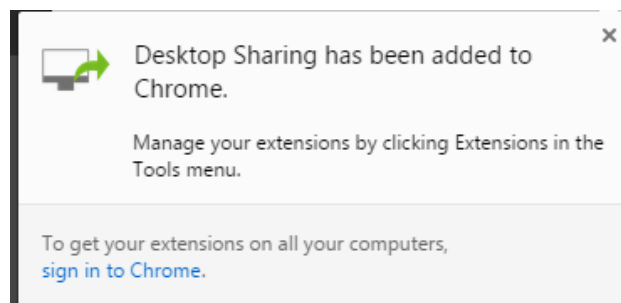 Desktop Sharing has been added to
Chrome.
Manage your extensions by clicking Extensions in the
Tools menu.
To get your extensions on all your computers,
sign in to Chrome.